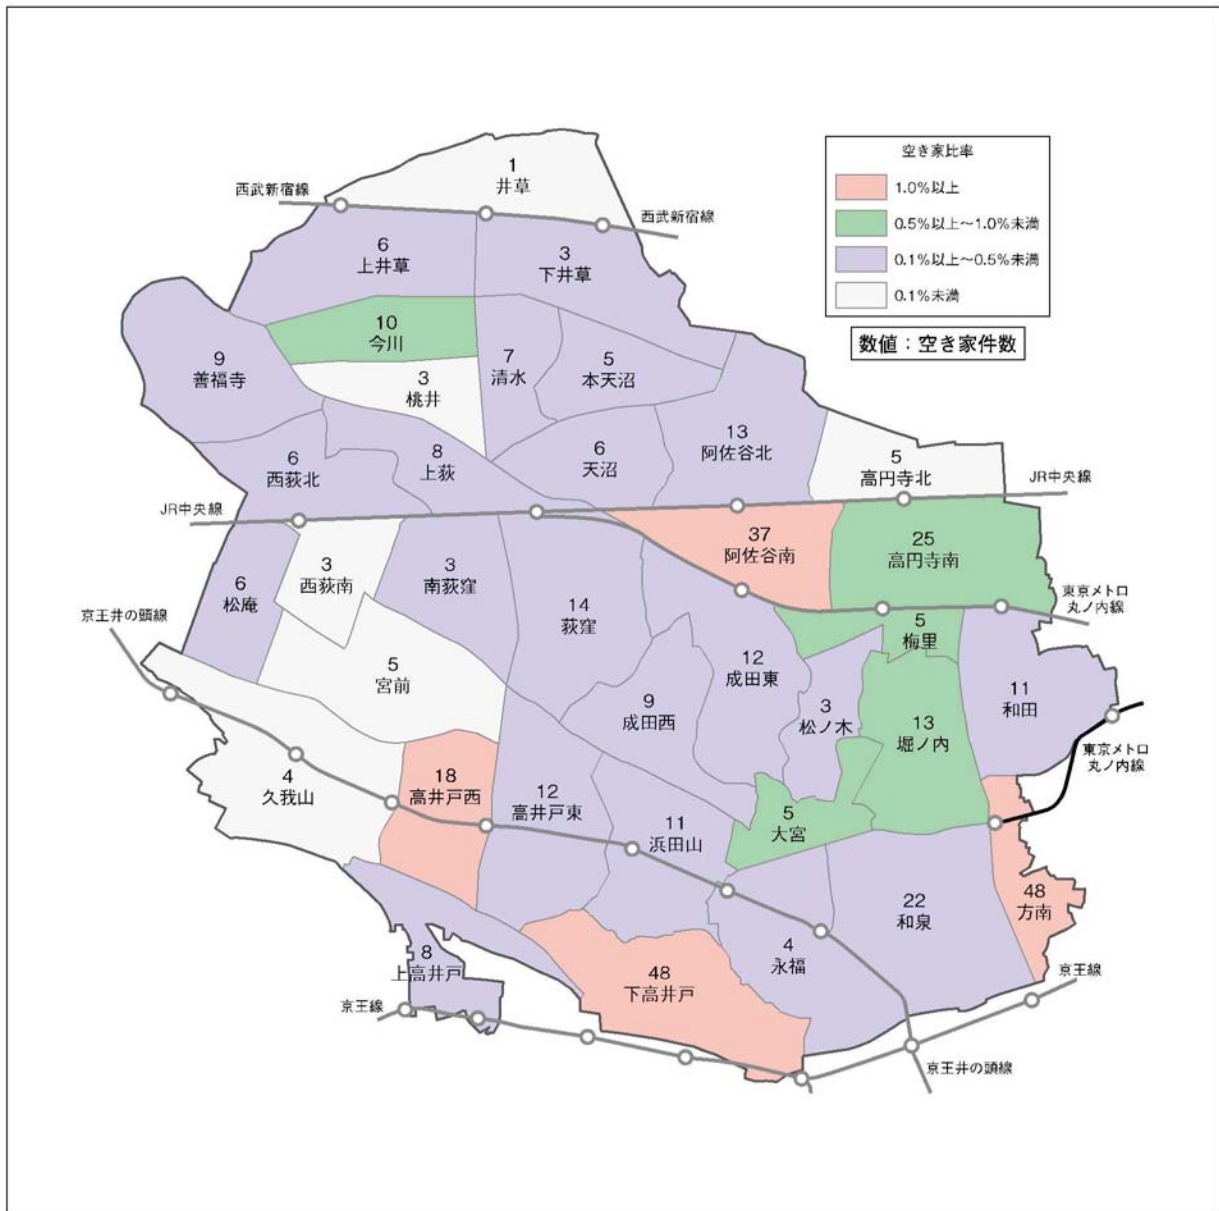 空き家比率
1.0%以上
0.5%以上～1.0%未満
0.1%以上～0.5%未満
0.1%未満
数値：空き家件数
1
井草
西武新宿線
西武新宿線
6
上井草
3
下井草
10
今川
9
善福寺
3
桃井
7
清水
5
本天沼
6
西荻北
8
上荻
6
天沼
13
阿佐谷北
5
高円寺北
JR中央線
JR中央線
37
阿佐谷南
25
高円寺南
6
松庵
3
西荻南
3
南荻窪
14
荻窪
東京メトロ
丸ノ内線
京王井の頭線
5
宮前
9
成田西
12
成田東
3
松ノ木
5
梅里
13
堀ノ内
11
和田
東京メトロ
丸ノ内線
4
久我山
18
高井戸西
12
高井戸東
11
浜田山
5
大宮
22
和泉
48
方南
8
上高井戸
48
下高井戸
4
永福
京王線
京王線
京王井の頭線